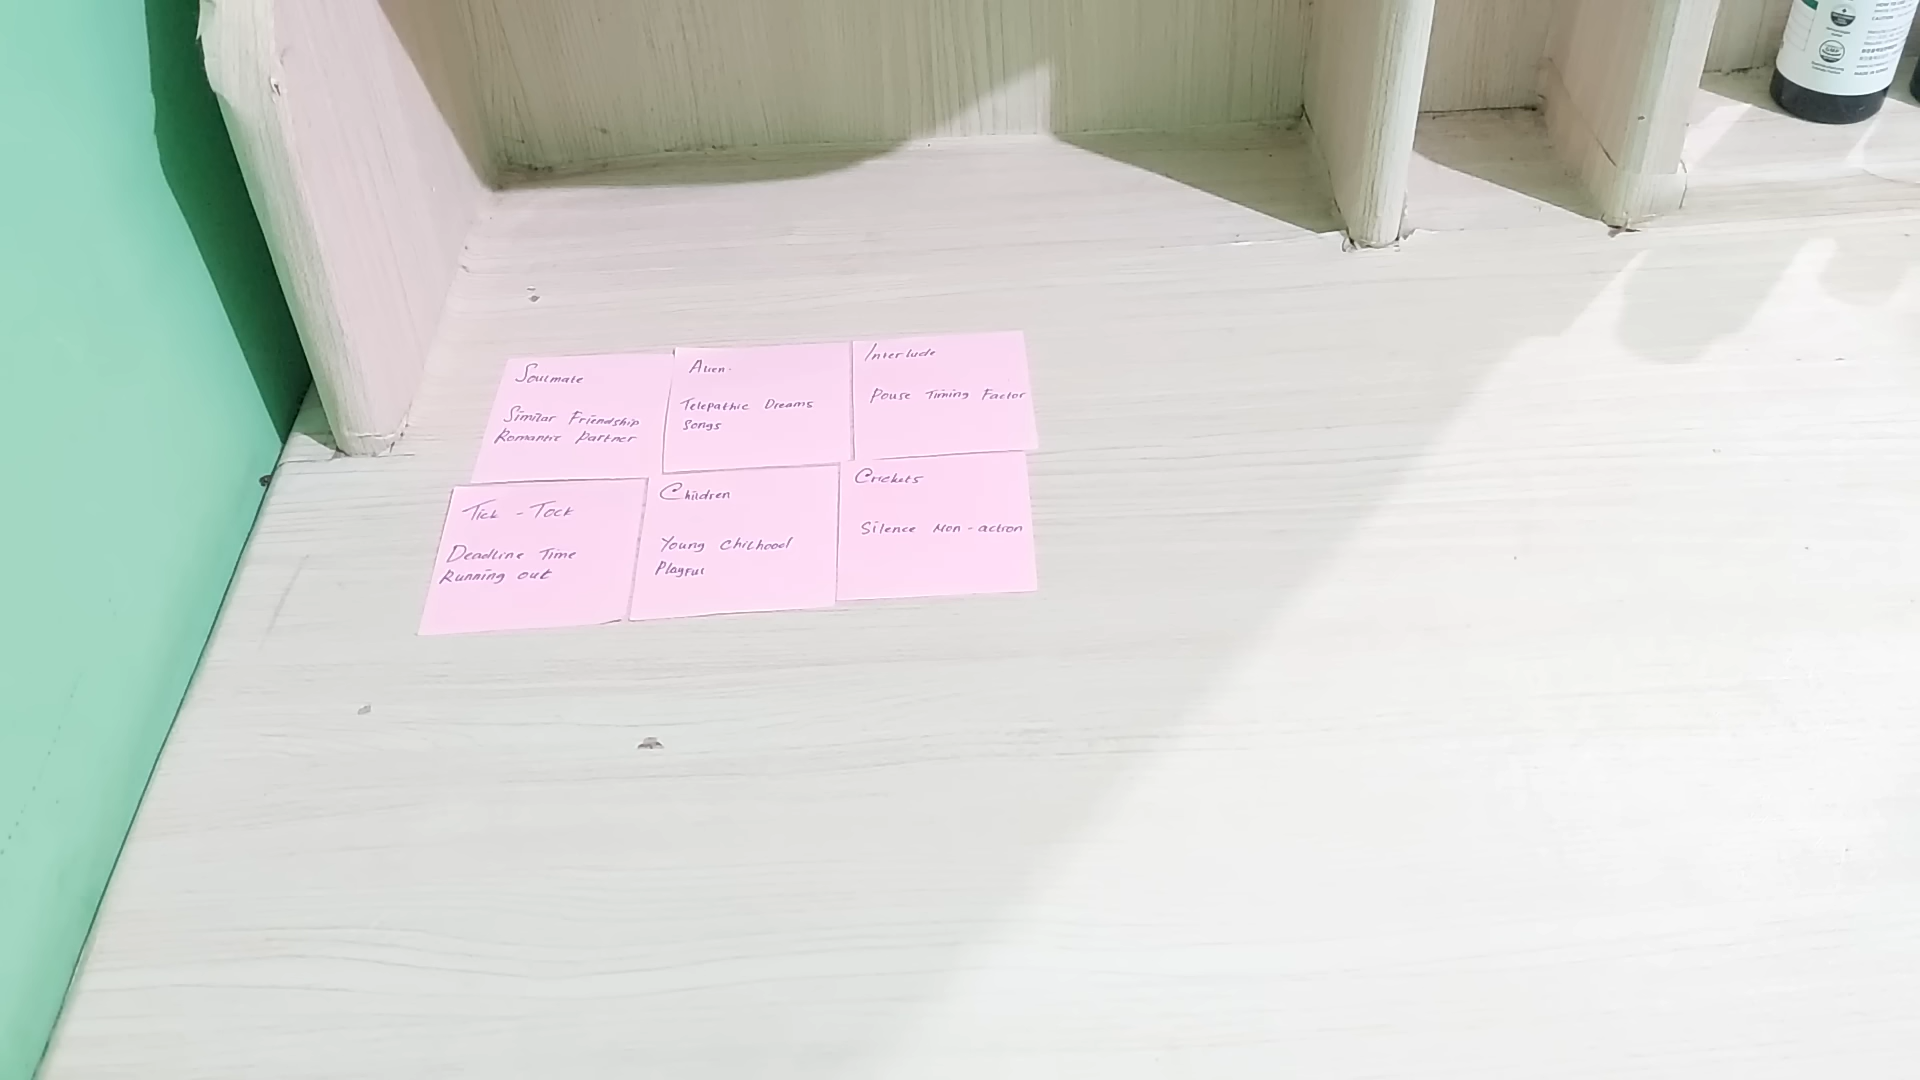 Soulmate
Similar Friendship
Romantic Partner
Alien.
Telepathic Dreams
Songs
Interlude
Pouse Timing Factor
Tick - Tock
Deadline Time
Running out
Children
Young Chilhood
Playful
Crickets
Silence Non-action